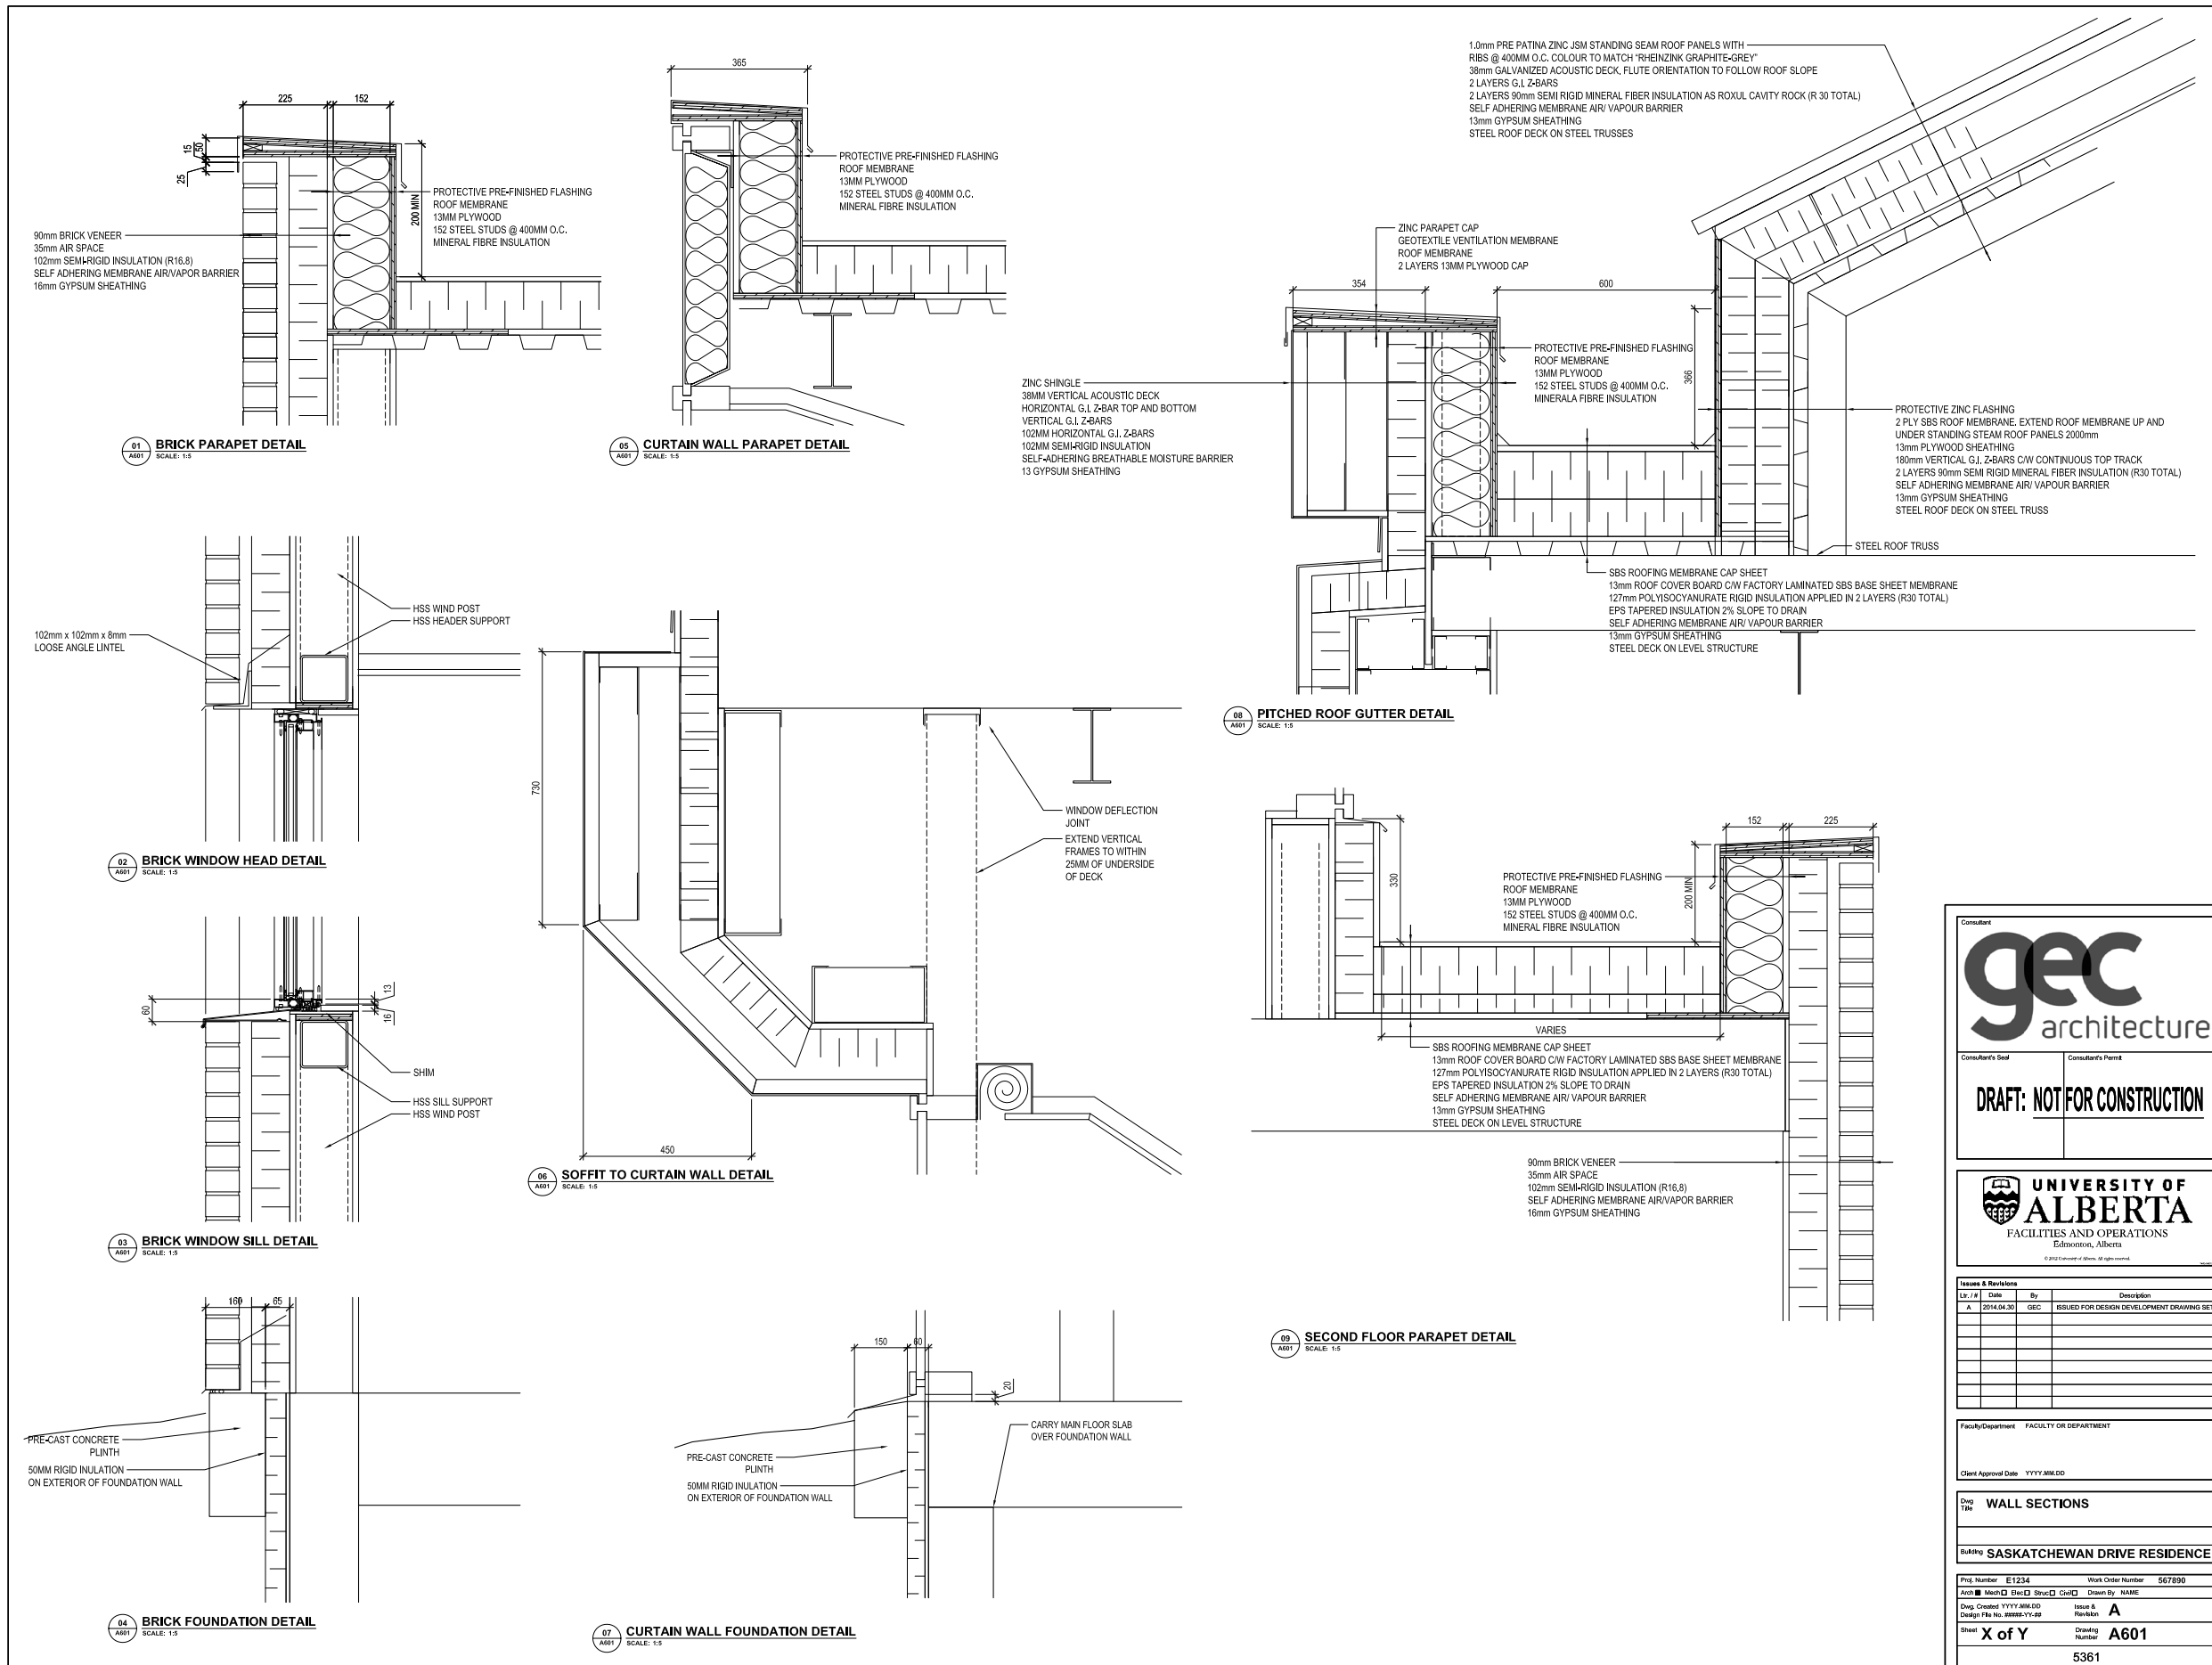 225
152
15
50
25
200 MIN
PROTECTIVE PRE-FINISHED FLASHING
ROOF MEMBRANE
13MM PLYWOOD
152 STEEL STUDS @ 400MM O.C.
MINERAL FIBRE INSULATION
90mm BRICK VENEER
35mm AIR SPACE
102mm SEMI-RIGID INSULATION (R16.8)
SELF ADHERING MEMBRANE AIR/VAPOR BARRIER
16mm GYPSUM SHEATHING
01
A601
BRICK PARAPET DETAIL
SCALE: 1:5
365
PROTECTIVE PRE-FINISHED FLASHING
ROOF MEMBRANE
13MM PLYWOOD
152 STEEL STUDS @ 400MM O.C.
MINERAL FIBRE INSULATION
05
A601
CURTAIN WALL PARAPET DETAIL
SCALE: 1:5
1.0mm PRE PATINA ZINC JSM STANDING SEAM ROOF PANELS WITH
RIBS @ 400MM O.C. COLOUR TO MATCH "RHEINZINK GRAPHITE-GREY"
38mm GALVANIZED ACOUSTIC DECK, FLUTE ORIENTATION TO FOLLOW ROOF SLOPE
2 LAYERS G.I. Z-BARS
2 LAYERS 90mm SEMI RIGID MINERAL FIBER INSULATION AS ROXUL CAVITY ROCK (R 30 TOTAL)
SELF ADHERING MEMBRANE AIR/ VAPOUR BARRIER
13mm GYPSUM SHEATHING
STEEL ROOF DECK ON STEEL TRUSSES
ZINC PARAPET CAP
GEOTEXTILE VENTILATION MEMBRANE
ROOF MEMBRANE
2 LAYERS 13MM PLYWOOD CAP
354
600
366
PROTECTIVE PRE-FINISHED FLASHING
ROOF MEMBRANE
13MM PLYWOOD
152 STEEL STUDS @ 400MM O.C.
MINERALA FIBRE INSULATION
ZINC SHINGLE
38MM VERTICAL ACOUSTIC DECK
HORIZONTAL G.I. Z-BAR TOP AND BOTTOM
VERTICAL G.I. Z-BARS
102MM HORIZONTAL G.I. Z-BARS
102MM SEMI-RIGID INSULATION
SELF-ADHERING BREATHABLE MOISTURE BARRIER
13 GYPSUM SHEATHING
PROTECTIVE ZINC FLASHING
2 PLY SBS ROOF MEMBRANE. EXTEND ROOF MEMBRANE UP AND
UNDER STANDING STEAM ROOF PANELS 2000mm
13mm PLYWOOD SHEATHING
180mm VERTICAL G.I. Z-BARS C/W CONTINUOUS TOP TRACK
2 LAYERS 90mm SEMI RIGID MINERAL FIBER INSULATION (R30 TOTAL)
SELF ADHERING MEMBRANE AIR/ VAPOUR BARRIER
13mm GYPSUM SHEATHING
STEEL ROOF DECK ON STEEL TRUSS
STEEL ROOF TRUSS
SBS ROOFING MEMBRANE CAP SHEET
13mm ROOF COVER BOARD C/W FACTORY LAMINATED SBS BASE SHEET MEMBRANE
127mm POLYISOCYANURATE RIGID INSULATION APPLIED IN 2 LAYERS (R30 TOTAL)
EPS TAPERED INSULATION 2% SLOPE TO DRAIN
SELF ADHERING MEMBRANE AIR/ VAPOUR BARRIER
13mm GYPSUM SHEATHING
STEEL DECK ON LEVEL STRUCTURE
08
A601
PITCHED ROOF GUTTER DETAIL
SCALE: 1:5
HSS WIND POST
HSS HEADER SUPPORT
102mm x 102mm x 8mm
LOOSE ANGLE LINTEL
02
A601
BRICK WINDOW HEAD DETAIL
SCALE: 1:5
730
450
WINDOW DEFLECTION
JOINT
EXTEND VERTICAL
FRAMES TO WITHIN
25MM OF UNDERSIDE
OF DECK
06
A601
SOFFIT TO CURTAIN WALL DETAIL
SCALE: 1:5
60
13
16
SHIM
HSS SILL SUPPORT
HSS WIND POST
03
A601
BRICK WINDOW SILL DETAIL
SCALE: 1:5
152
225
330
200 MIN
PROTECTIVE PRE-FINISHED FLASHING
ROOF MEMBRANE
13MM PLYWOOD
152 STEEL STUDS @ 400MM O.C.
MINERAL FIBRE INSULATION
VARIES
SBS ROOFING MEMBRANE CAP SHEET
13mm ROOF COVER BOARD C/W FACTORY LAMINATED SBS BASE SHEET MEMBRANE
127mm POLYISOCYANURATE RIGID INSULATION APPLIED IN 2 LAYERS (R30 TOTAL)
EPS TAPERED INSULATION 2% SLOPE TO DRAIN
SELF ADHERING MEMBRANE AIR/ VAPOUR BARRIER
13mm GYPSUM SHEATHING
STEEL DECK ON LEVEL STRUCTURE
90mm BRICK VENEER
35mm AIR SPACE
102mm SEMI-RIGID INSULATION (R16.8)
SELF ADHERING MEMBRANE AIR/VAPOR BARRIER
16mm GYPSUM SHEATHING
09
A601
SECOND FLOOR PARAPET DETAIL
SCALE: 1:5
160
65
PRE-CAST CONCRETE
PLINTH
50MM RIGID INULATION
ON EXTERIOR OF FOUNDATION WALL
04
A601
BRICK FOUNDATION DETAIL
SCALE: 1:5
150
60
20
CARRY MAIN FLOOR SLAB
OVER FOUNDATION WALL
PRE-CAST CONCRETE
PLINTH
50MM RIGID INULATION
ON EXTERIOR OF FOUNDATION WALL
07
A601
CURTAIN WALL FOUNDATION DETAIL
SCALE: 1:5
Consultant
gec
architecture
Consultant's Seal
Consultant's Permit
DRAFT: NOT FOR CONSTRUCTION
UNIVERSITY OF
ALBERTA
FACILITIES AND OPERATIONS
Edmonton, Alberta
© 2012 University of Alberta. All rights reserved.
Issues & Revisions
Ltr. / # Date By Description
A 2014.04.30 GEC ISSUED FOR DESIGN DEVELOPMENT DRAWING SET
Faculty/Department FACULTY OR DEPARTMENT
Client Approval Date YYYY.MM.DD
Dwg Title WALL SECTIONS
Building SASKATCHEWAN DRIVE RESIDENCE
Proj. Number E1234 Work Order Number 567890
Arch Mech Elec Struc Civil Drawn By NAME
Dwg. Created YYYY-MM-DD Issue & Revision A
Design File No. #####-YY-##
Sheet X of Y Drawing Number A601
5361